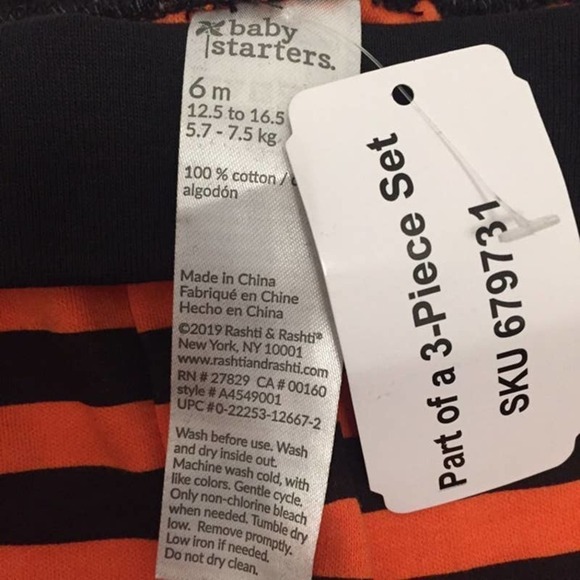 baby
starters.
6 m
12.5 to 16.5
5.7 - 7.5 kg
100 % cotton /
algodón
Made in China
Fabriqué en Chine
Hecho en China
©2019 Rashti & Rashti®
New York, NY 10001
www.rashtiandrashti.com
RN # 27829 CA # 00160
style # A4549001
UPC #0-22253-12667-2
Wash before use. Wash
and dry inside out.
Machine wash cold, with
like colors. Gentle cycle.
Only non-chlorine bleach
when needed. Tumble dry
low. Remove promptly.
Low iron if needed.
Do not dry clean.
Part of a 3-Piece Set
SKU 679731